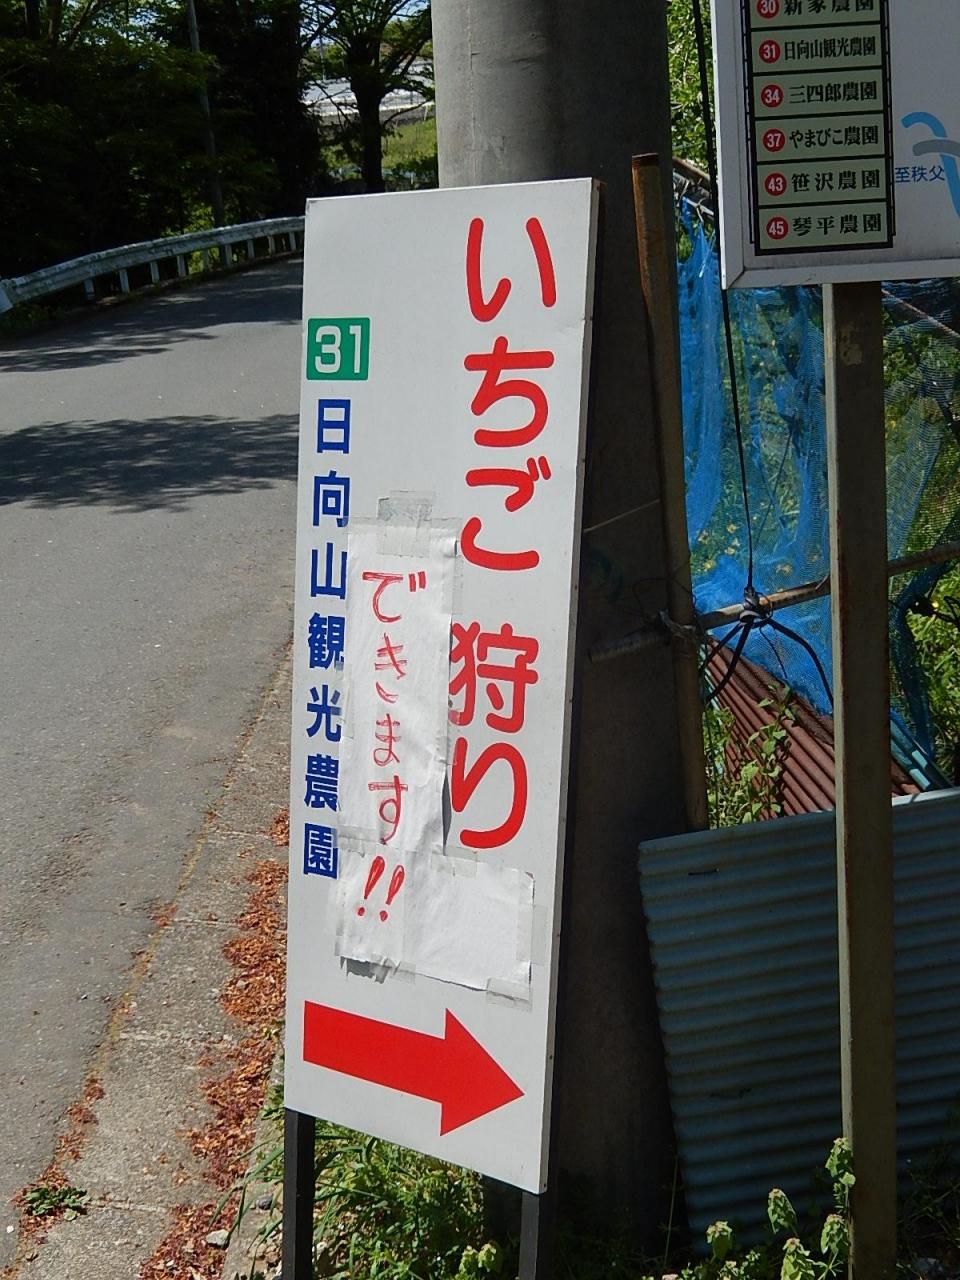 いちご狩り
31
日向山観光農園
できます!!
30 新家農園
31 日向山観光農園
34 三四郎農園
37 やまびこ農園
43 笹沢農園
45 琴平農園
至秩父